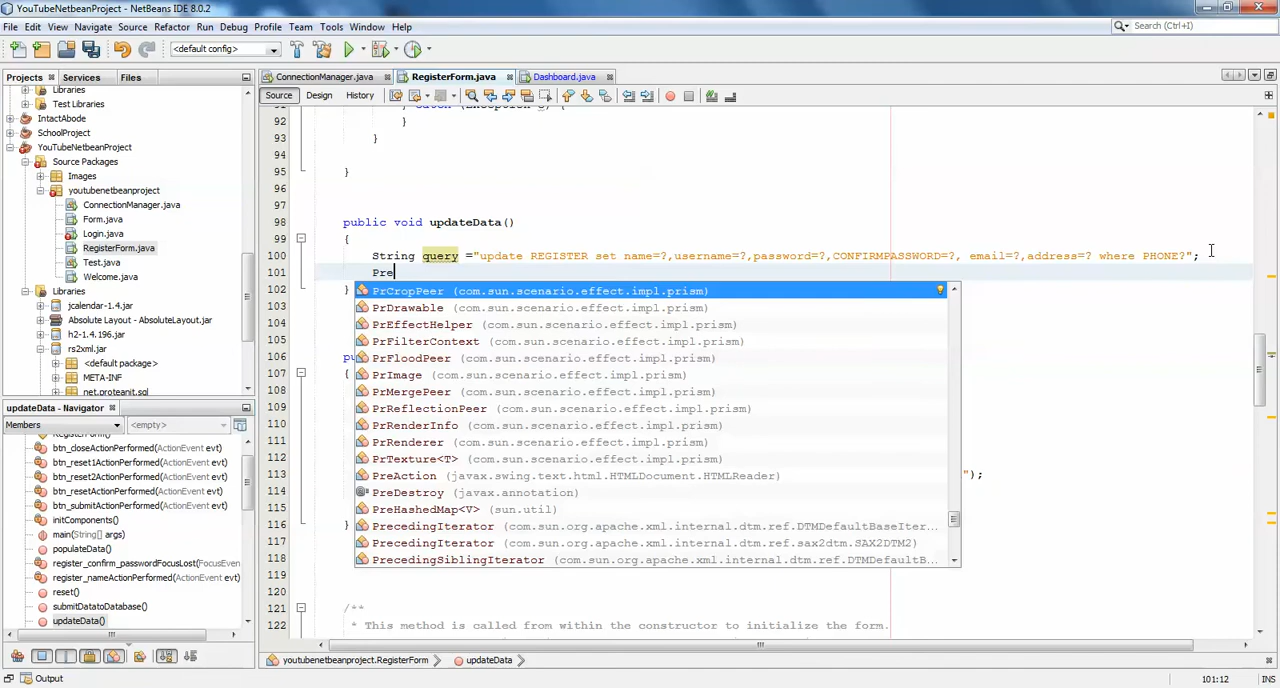 YouTubeNetbeanProject - NetBeans IDE 8.0.2
File Edit View Navigate Source Refactor Run Debug Profile Team Tools Window Help
Search (Ctrl+I)
<default config>
Projects Services Files
ConnectionManager.java RegisterForm.java Dashboard.java
Source Design History
Libraries
Test Libraries
IntactAbode
SchoolProject
YouTubeNetbeanProject
Source Packages
Images
youtubenetbeanproject
ConnectionManager.java
Form.java
Login.java
RegisterForm.java
Test.java
Welcome.java
Libraries
jcalendar-1.4.jar
Absolute Layout - AbsoluteLayout.jar
h2-1.4.196.jar
rs2xml.jar
<default package>
META-INF
net.proteanit.sql
updateData - Navigator
Members
<empty>
btn_closeActionPerformed(ActionEvent evt)
btn_reset1ActionPerformed(ActionEvent evt)
btn_reset2ActionPerformed(ActionEvent evt)
btn_resetActionPerformed(ActionEvent evt)
btn_submitActionPerformed(ActionEvent evt)
initComponents()
main(String[] args)
populateData()
register_confirm_passwordFocusLost(FocusEven
register_nameActionPerformed(ActionEvent evt)
reset()
submitDatatoDatabase()
updateData()
92 }
93 }
94
95 }
96
97
98 public void updateData()
99 {
100 String query ="update REGISTER set name=?,username=?,password=?,CONFIRMPASSWORD=?, email=?,address=? where PHONE?";
101 Pre
102 }
103
104
105
106
107 {
108
109
110
111
112
113 ");
114
115
116 }
117
118
119
120
121 /**
122 * This method is called from within the constructor to initialize the form.
PrCropPeer (com.sun.scenario.effect.impl.prism)
PrDrawable (com.sun.scenario.effect.impl.prism)
PrEffectHelper (com.sun.scenario.effect.impl.prism)
PrFilterContext (com.sun.scenario.effect.impl.prism)
PrFloodPeer (com.sun.scenario.effect.impl.prism)
PrImage (com.sun.scenario.effect.impl.prism)
PrMergePeer (com.sun.scenario.effect.impl.prism)
PrReflectionPeer (com.sun.scenario.effect.impl.prism)
PrRenderInfo (com.sun.scenario.effect.impl.prism)
PrRenderer (com.sun.scenario.effect.impl.prism)
PrTexture<T> (com.sun.scenario.effect.impl.prism)
PreAction (javax.swing.text.html.HTMLDocument.HTMLReader)
PreDestroy (javax.annotation)
PreHashedMap<V> (sun.util)
PrecedingIterator (com.sun.org.apache.xml.internal.dtm.ref.DTMDefaultBaseIter...
PrecedingIterator (com.sun.org.apache.xml.internal.dtm.ref.sax2dtm.SAX2DTM2)
PrecedingSiblingIterator (com.sun.org.apache.xml.internal.dtm.ref.DTMDefaultB...
youtubenetbeanproject.RegisterForm updateData
Output
101:12 INS